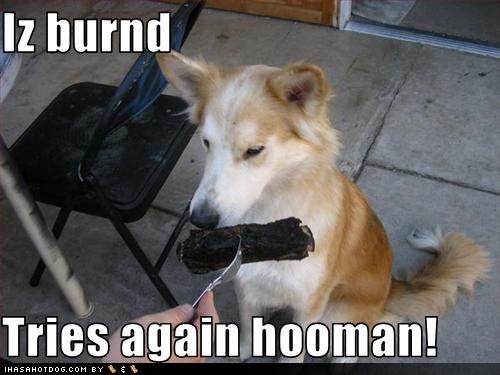 Iz burnd
Tries again hooman!
IHASAHOTDOG.COM BY &